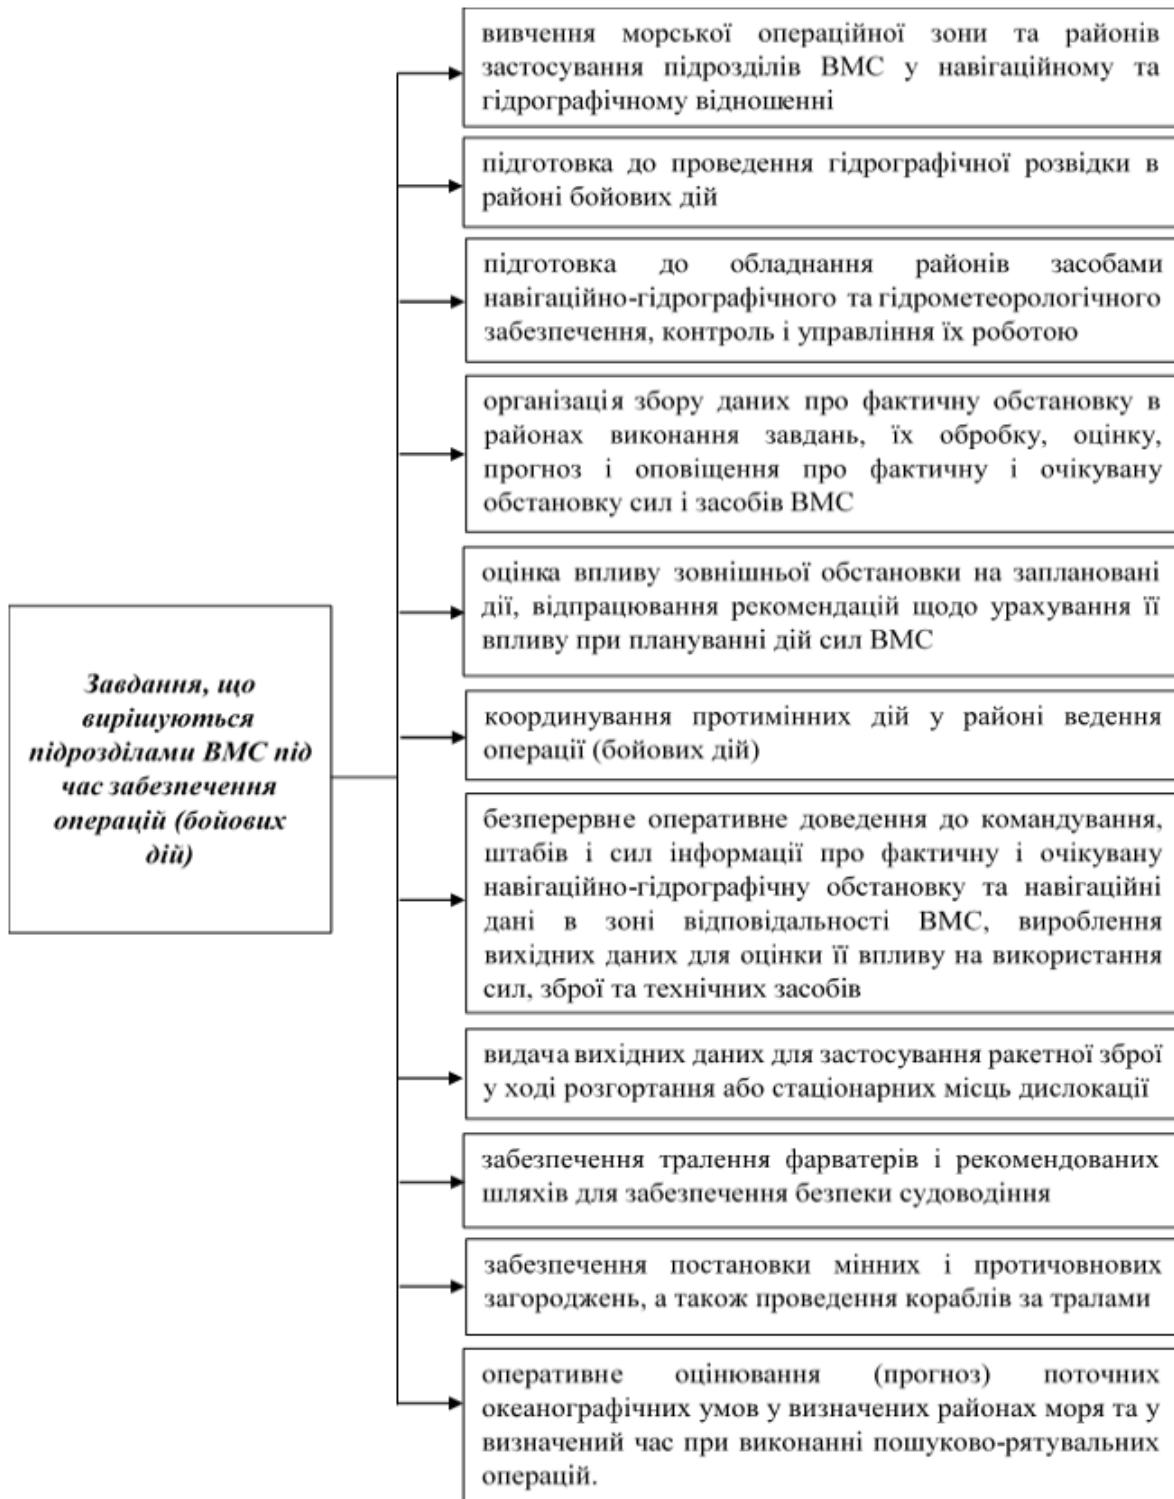 вивчення морської операційної зони та районів
застосування підрозділів ВМС у навігаційному та
гідрографічному відношенні
підготовка до проведення гідрографічної розвідки в
районі бойових дій
підготовка до обладнання районів засобами
навігаційно-гідрографічного та гідрометеорологічного
забезпечення, контроль і управління їх роботою
організація збору даних про фактичну обстановку в
районах виконання завдань, їх обробку, оцінку,
прогноз і оповіщення про фактичну і очікувану
обстановку сил і засобів ВМС
оцінка впливу зовнішньої обстановки на заплановані
дії, відпрацювання рекомендацій щодо урахування її
впливу при плануванні дій сил ВМС
Завдання, що
вирішуються
підрозділами ВМС під
час забезпечення
операцій (бойових
дій)
координування протимінних дій у районі ведення
операції (бойових дій)
безперервне оперативне доведення до командування,
штабів і сил інформації про фактичну і очікувану
навігаційно-гідрографічну обстановку та навігаційні
дані в зоні відповідальності ВМС, вироблення
вихідних даних для оцінки її впливу на використання
сил, зброї та технічних засобів
видача вихідних даних для застосування ракетної зброї
у ході розгортання або стаціонарних місць дислокації
забезпечення тралення фарватерів і рекомендованих
шляхів для забезпечення безпеки судоводіння
забезпечення постановки мінних і протичовнових
загороджень, а також проведення кораблів за тралами
оперативне оцінювання (прогноз) поточних
океанографічних умов у визначених районах моря та у
визначений час при виконанні пошуково-рятувальних
операцій.